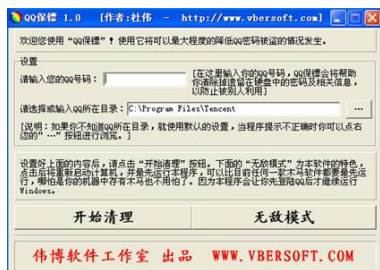 QQ保镖 1.0 [作者:杜伟 - http://www.vbersoft.com]
欢迎您使用“QQ保镖”！使用它将可以最大程度的降低QQ密码被盗的情况发生。
设置
请输入您的QQ号码：
[在这里输入你的QQ号码，QQ保镖会将帮助
你清除掉遗留在硬盘中的密码及相关信息，
以防止被别人利用]
请选择或输入QQ所在目录：C:\Program Files\Tencent
...
[说明：如果你不知道QQ所在目录，就使用默认的设置，当程序提示不正确时你可以点右
边的“…”按钮进行浏览。]
设置好上面的内容后，请点击“开始清理”按钮。下面的“无敌模式”为本软件的特色，
点击后将重新启动计算机，并最先运行本程序，可以比目前任何一款木马软件都要最先运
行，哪怕是你的机器中存有木马也不用怕了。因为本程序会让你先登陆QQ后才继续运行
Windows。
开始清理
无敌模式
伟博软件工作室 出品 WWW.VBERSOFT.COM